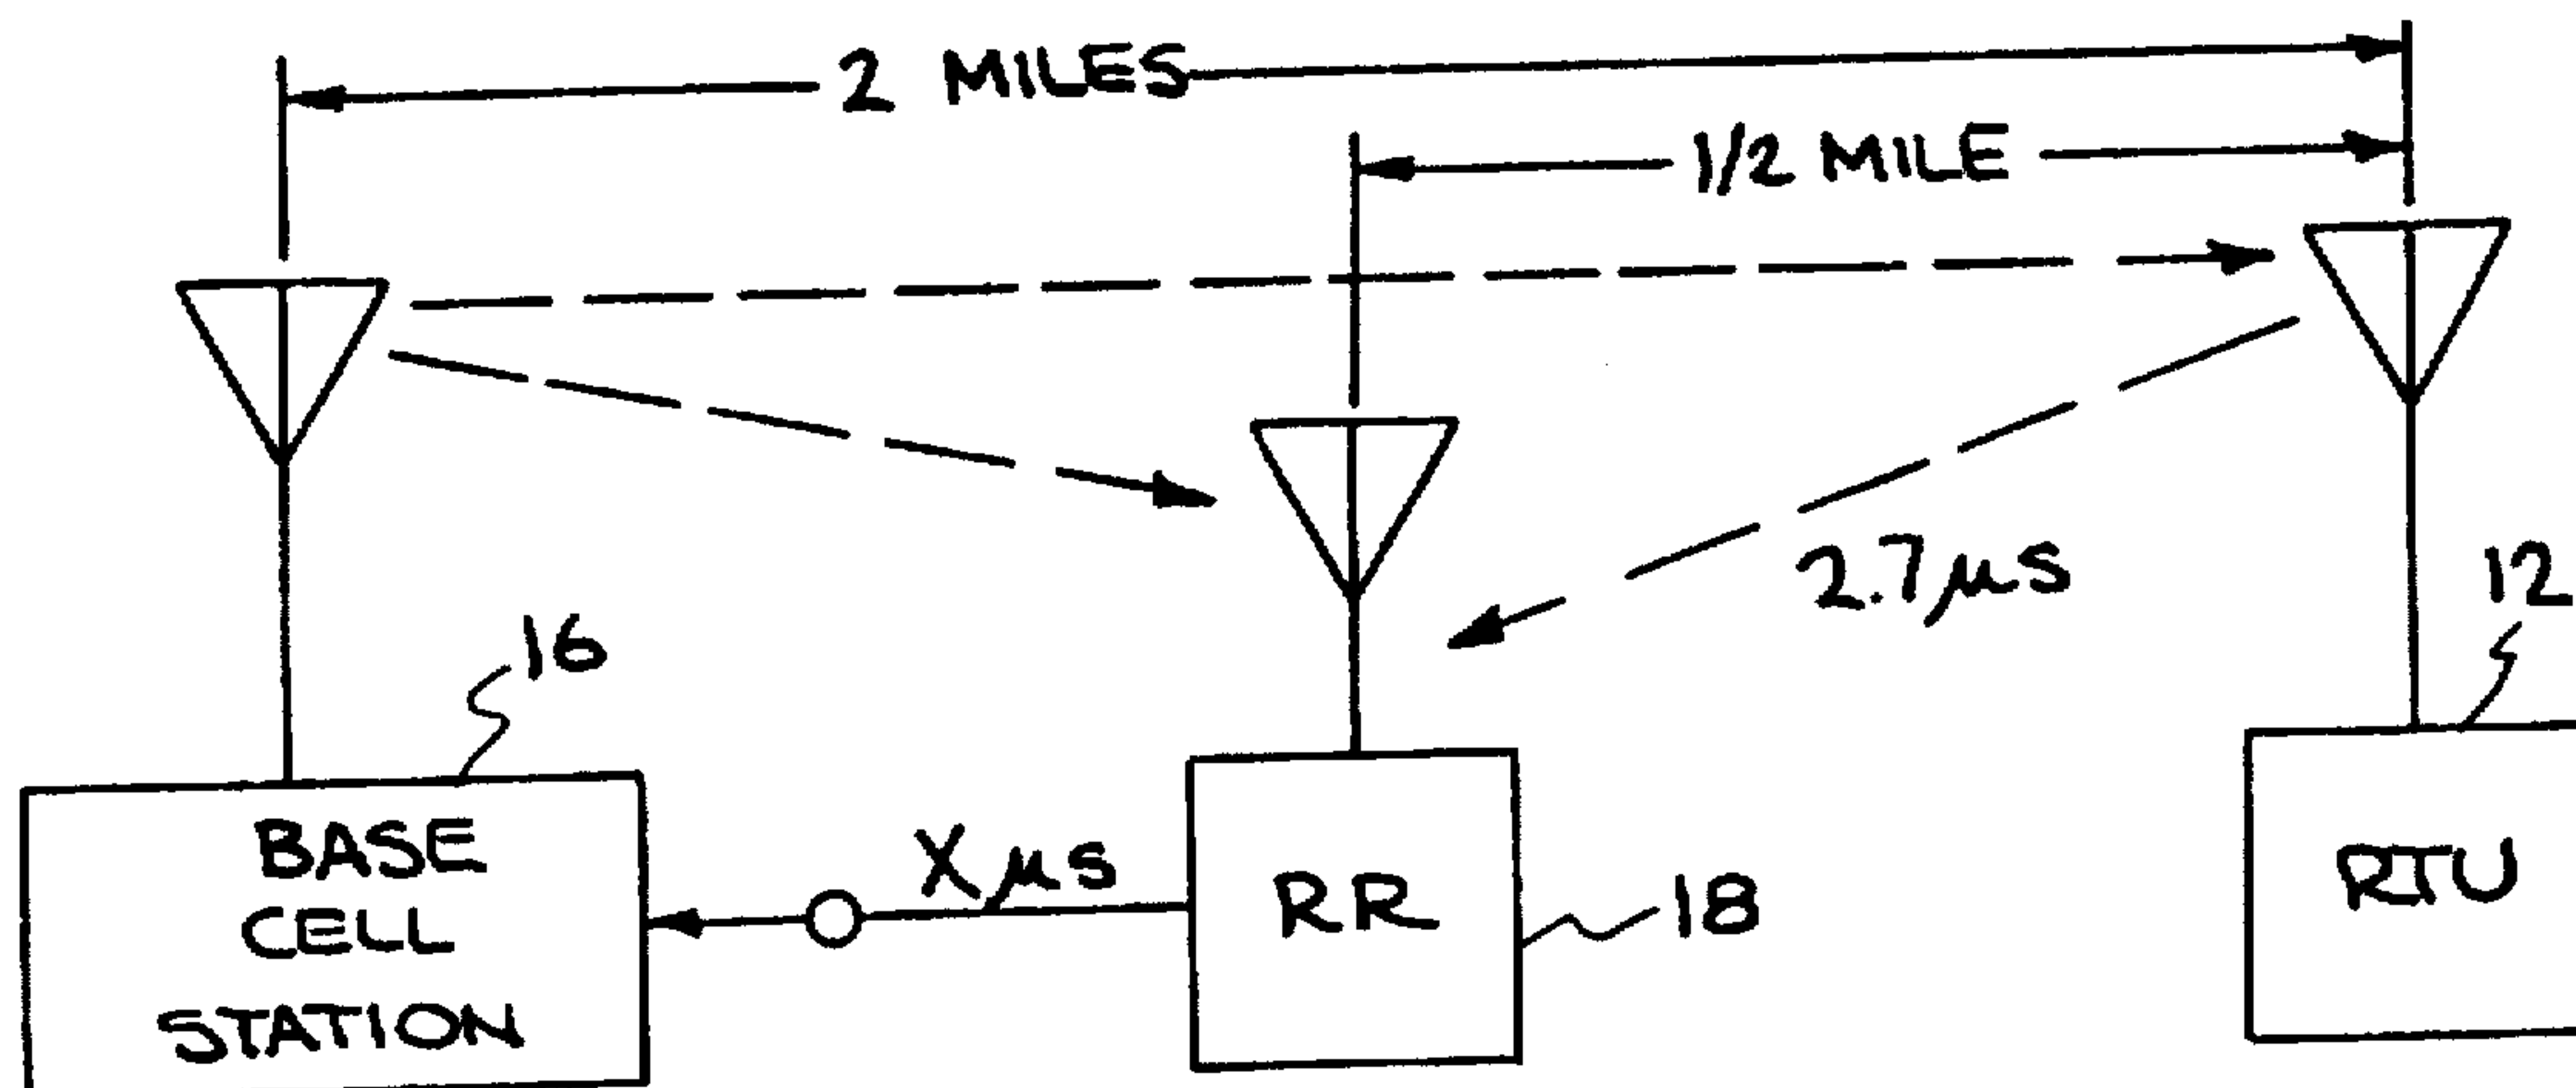 2 MILES
1/2 MILE
2.7µs
12
16
BASE
CELL
STATION
Xµs
RR
18
RTU